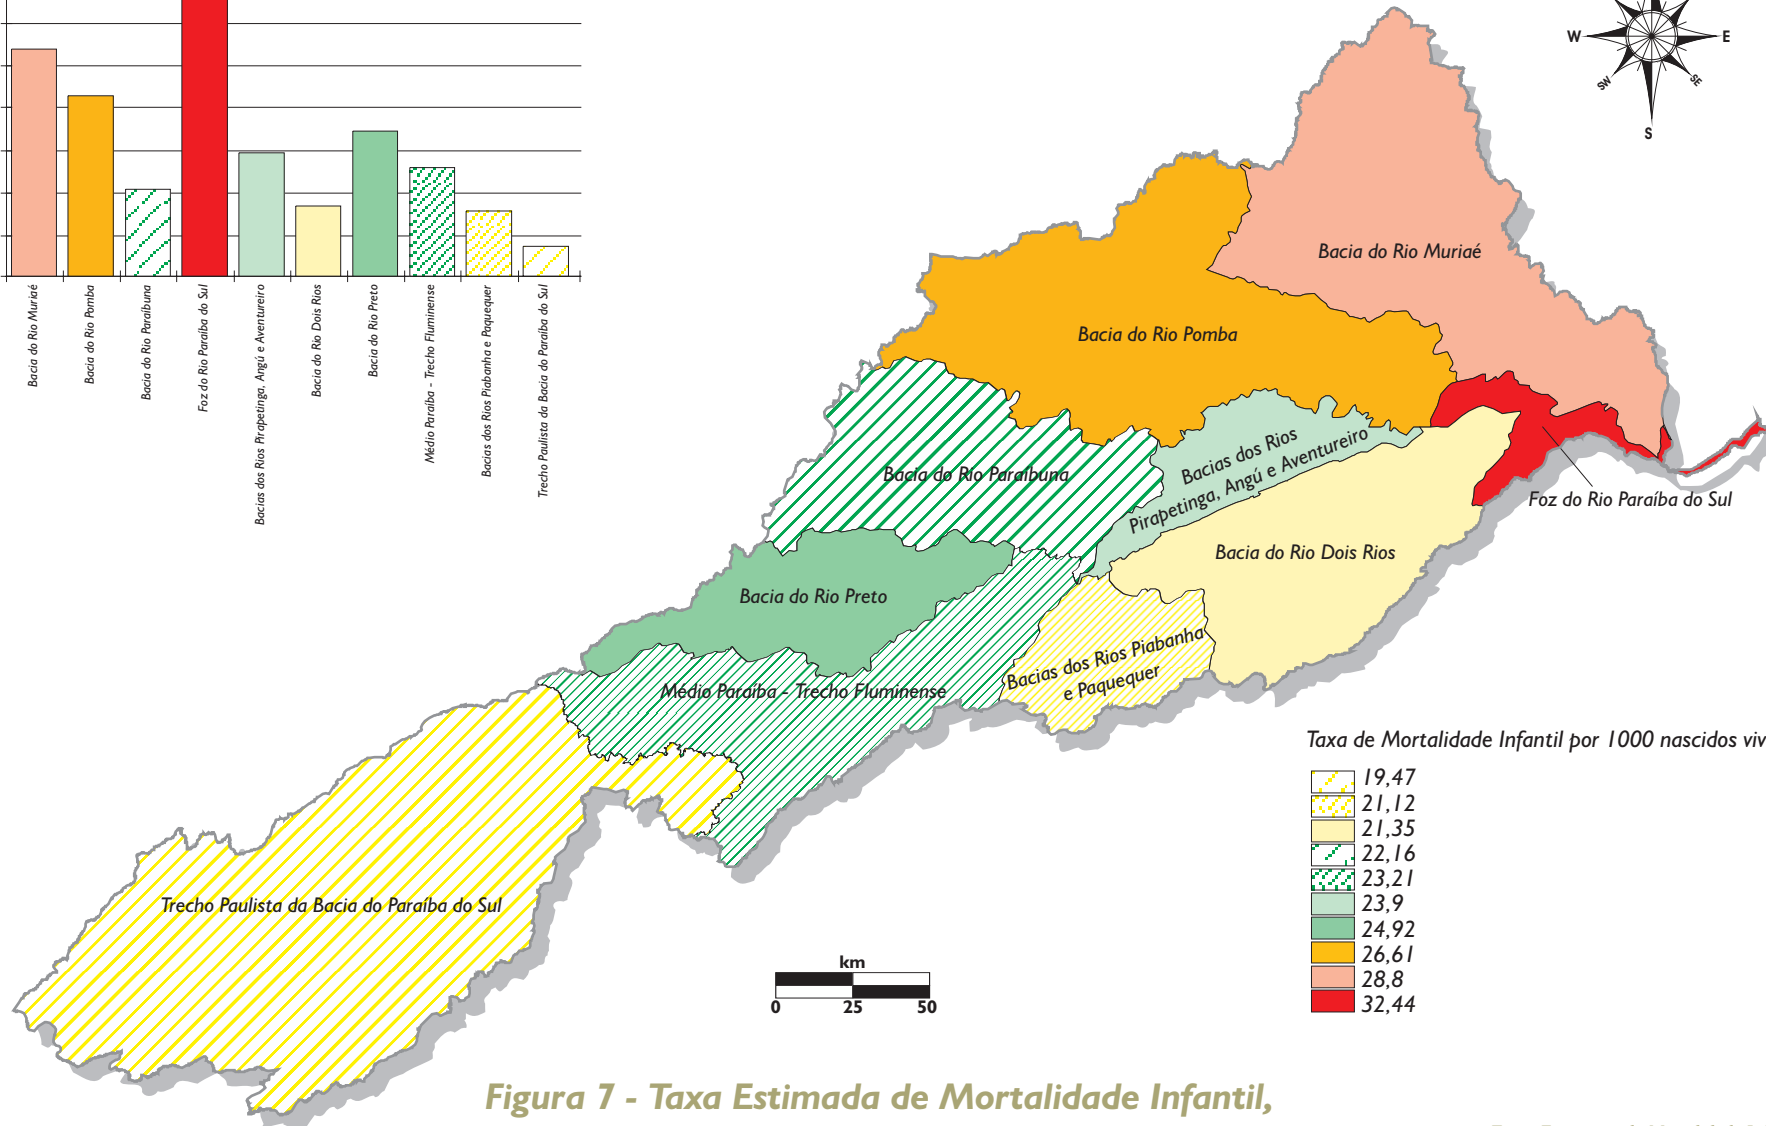 W
E
SW
SE
S
Bacia do Rio Muriaé
Bacia do Rio Pomba
Bacia do Rio Paraibuna
Foz do Rio Paraíba do Sul
Bacias dos Rios Pirapetinga, Angú e Aventureiro
Bacia do Rio Dois Rios
Bacia do Rio Preto
Médio Paraíba - Trecho Fluminense
Bacias dos Rios Piabanha e Paquequer
Trecho Paulista da Bacia do Paraíba do Sul
Bacia do Rio Muriaé
Bacia do Rio Pomba
Bacias dos Rios
Pirapetinga, Angú e Aventureiro
Bacia do Rio Paraibuna
Foz do Rio Paraíba do Sul
Bacia do Rio Dois Rios
Bacia do Rio Preto
Bacias dos Rios Piabanha
e Paquequer
Médio Paraíba - Trecho Fluminense
Trecho Paulista da Bacia do Paraíba do Sul
Taxa de Mortalidade Infantil por 1000 nascidos viv
19,47
21,12
21,35
22,16
23,21
23,9
24,92
26,61
28,8
32,44
km
0 25 50
Figura 7 - Taxa Estimada de Mortalidade Infantil,